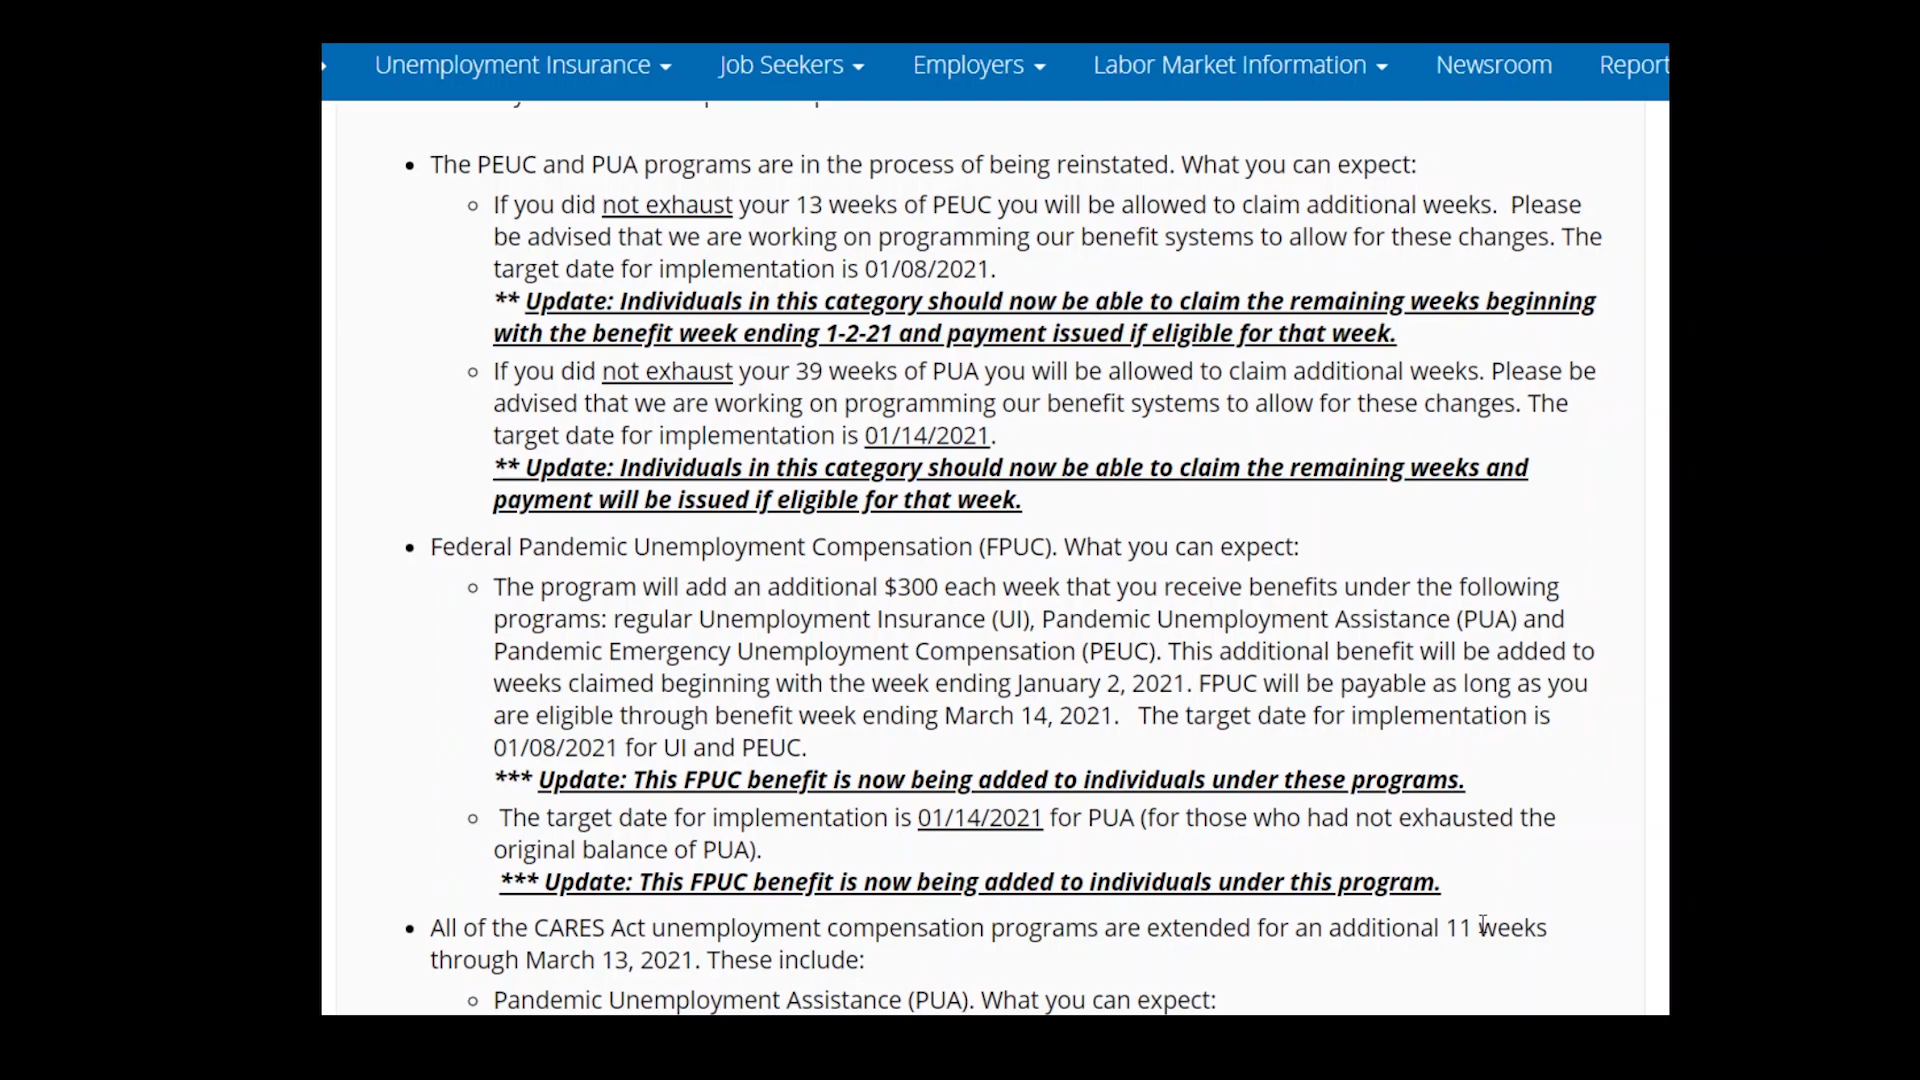 Unemployment Insurance Job Seekers Employers Labor Market Information Newsroom Report
The PEUC and PUA programs are in the process of being reinstated. What you can expect:
If you did not exhaust your 13 weeks of PEUC you will be allowed to claim additional weeks. Please
be advised that we are working on programming our benefit systems to allow for these changes. The
target date for implementation is 01/08/2021.
** Update: Individuals in this category should now be able to claim the remaining weeks beginning
with the benefit week ending 1-2-21 and payment issued if eligible for that week.
If you did not exhaust your 39 weeks of PUA you will be allowed to claim additional weeks. Please be
advised that we are working on programming our benefit systems to allow for these changes. The
target date for implementation is 01/14/2021.
** Update: Individuals in this category should now be able to claim the remaining weeks and
payment will be issued if eligible for that week.
Federal Pandemic Unemployment Compensation (FPUC). What you can expect:
The program will add an additional $300 each week that you receive benefits under the following
programs: regular Unemployment Insurance (UI), Pandemic Unemployment Assistance (PUA) and
Pandemic Emergency Unemployment Compensation (PEUC). This additional benefit will be added to
weeks claimed beginning with the week ending January 2, 2021. FPUC will be payable as long as you
are eligible through benefit week ending March 14, 2021. The target date for implementation is
01/08/2021 for UI and PEUC.
*** Update: This FPUC benefit is now being added to individuals under these programs.
The target date for implementation is 01/14/2021 for PUA (for those who had not exhausted the
original balance of PUA).
*** Update: This FPUC benefit is now being added to individuals under this program.
All of the CARES Act unemployment compensation programs are extended for an additional 11 weeks
through March 13, 2021. These include:
Pandemic Unemployment Assistance (PUA). What you can expect: